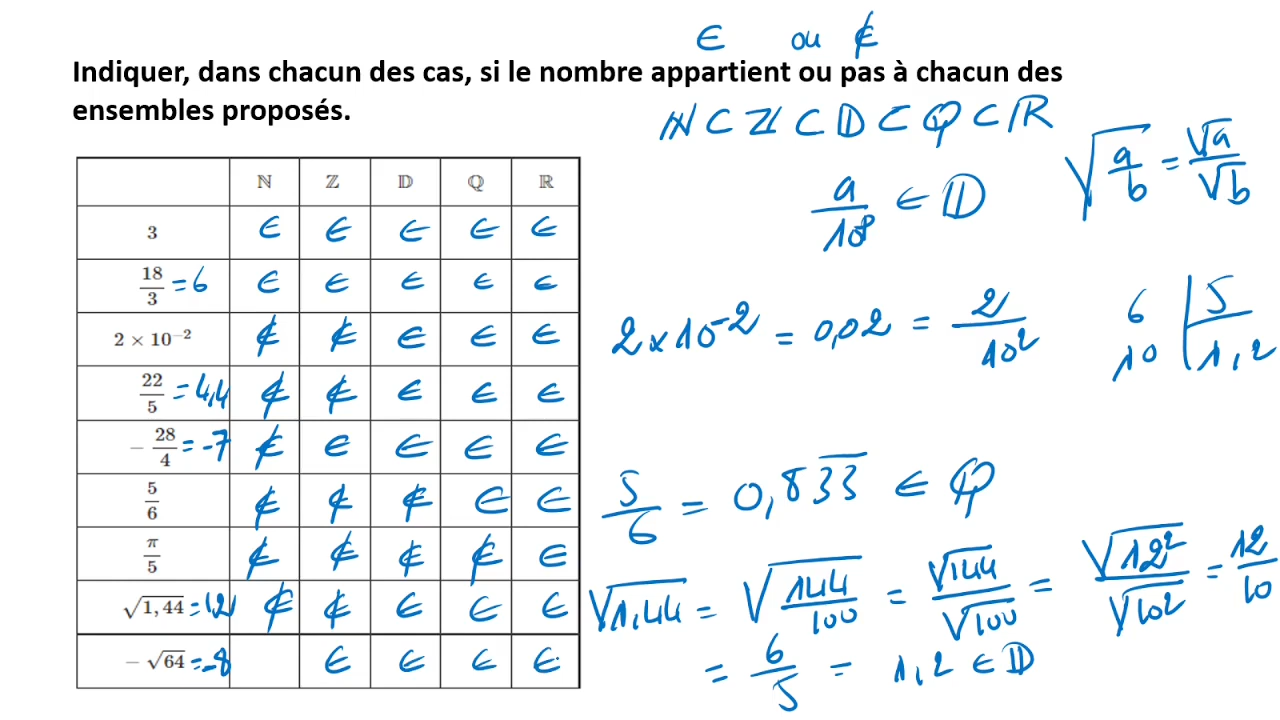 ∈ ou ∉
Indiquer, dans chacun des cas, si le nombre appartient ou pas à chacun des
ensembles proposés.
ℕ ⊂ ℤ ⊂ 𝔻 ⊂ ℚ ⊂ ℝ
√(a/b) = √a/√b
a/10ᵖ ∈ 𝔻
ℕ ℤ 𝔻 ℚ ℝ
3 ∈ ∈ ∈ ∈ ∈
18/3 = 6 ∈ ∈ ∈ ∈ ∈
2 × 10⁻² ∉ ∉ ∈ ∈ ∈
22/5 = 4,4 ∉ ∉ ∈ ∈ ∈
− 28/4 = -7 ∉ ∈ ∈ ∈ ∈
5/6 ∉ ∉ ∉ ∈ ∈
π/5 ∉ ∉ ∉ ∉ ∈
√1,44 = 1,2 ∉ ∉ ∈ ∈ ∈
− √64 = -8 ∈ ∈ ∈ ∈
2×10⁻² = 0,02 = 2/10²
6 | 5
10 | 1,2
5/6 = 0,833 ∈ ℚ
√1,44 = √(144/100) = √144/√100 = √12²/√10² = 12/10
= 6/5 = 1,2 ∈ 𝔻